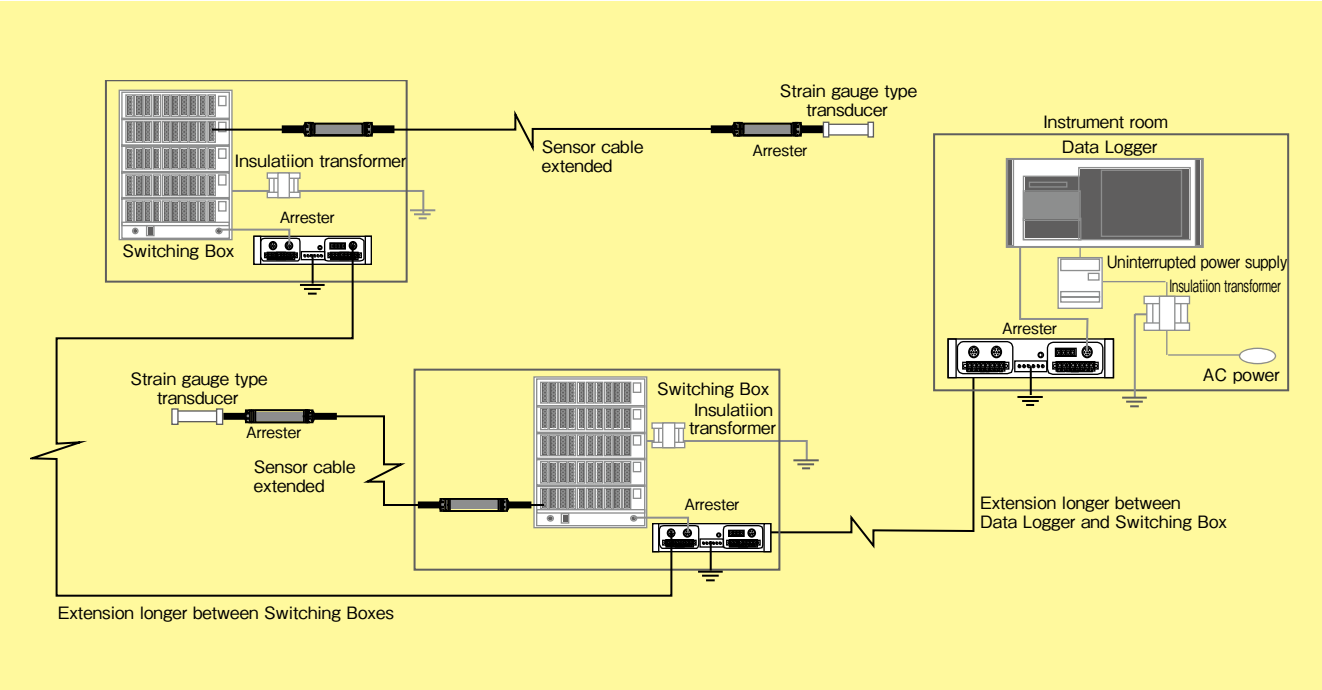 Strain gauge type
transducer
Arrester
Sensor cable
extended
Insulatiion transformer
Arrester
Switching Box
Instrument room
Data Logger
Uninterrupted power supply
Insulatiion transformer
Arrester
AC power
Strain gauge type
transducer
Arrester
Sensor cable
extended
Switching Box
Insulatiion
transformer
Arrester
Extension longer between
Data Logger and Switching Box
Extension longer between Switching Boxes